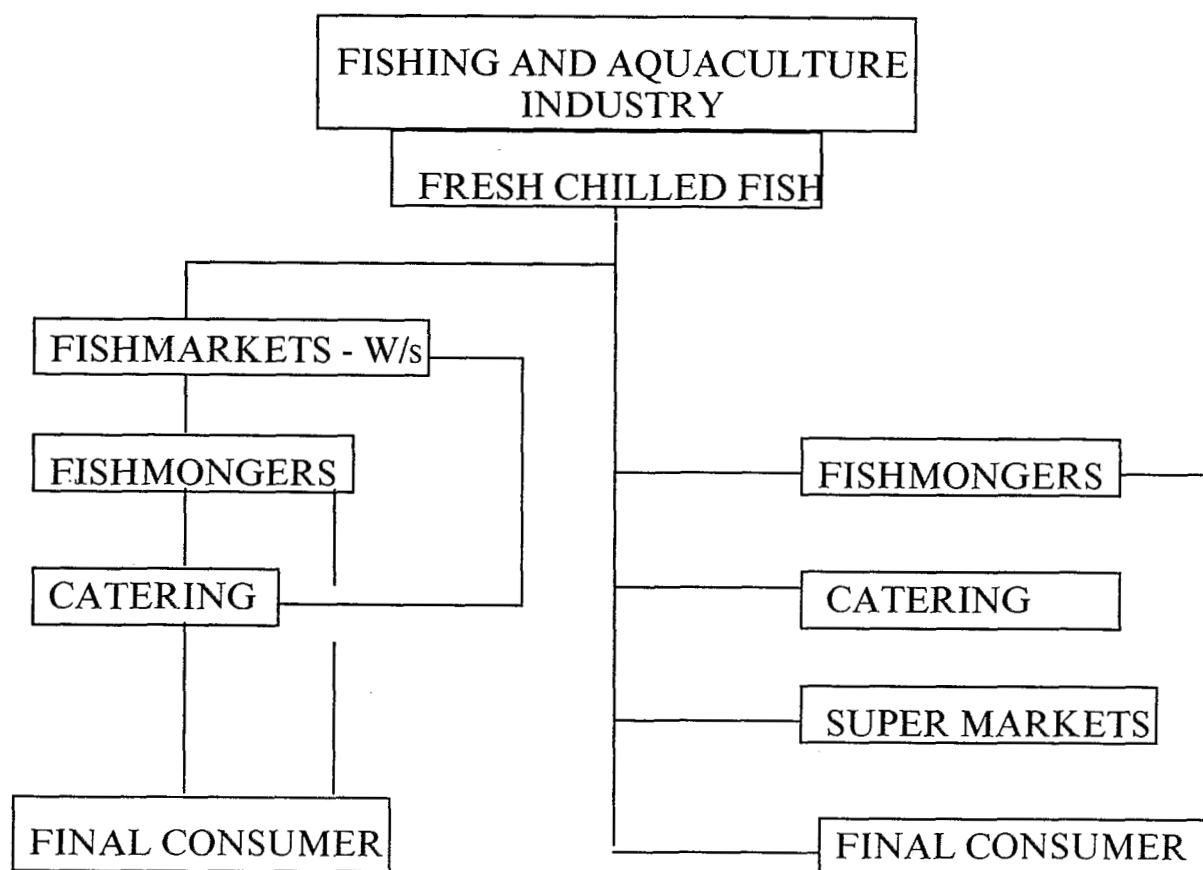 FISHING AND AQUACULTURE
INDUSTRY
FRESH CHILLED FISH
FISHMARKETS - W/s
FISHMONGERS
CATERING
FINAL CONSUMER
FISHMONGERS
CATERING
SUPER MARKETS
FINAL CONSUMER